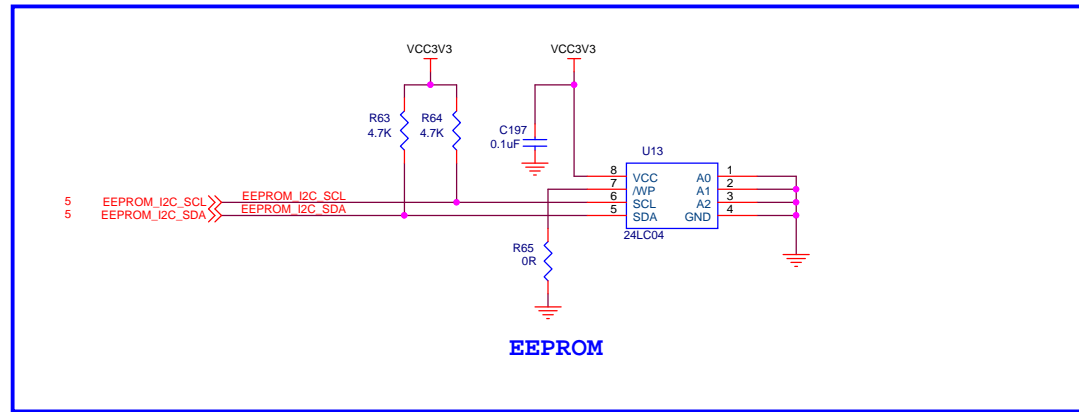 VCC3V3 VCC3V3
R63 R64
4.7K 4.7K
C197
0.1uF
U13
8 VCC A0 1
7 /WP A1 2
6 SCL A2 3
5 SDA GND 4
24LC04
5 EEPROM_I2C_SCL EEPROM_I2C_SCL
5 EEPROM_I2C_SDA EEPROM_I2C_SDA
R65
0R
EEPROM